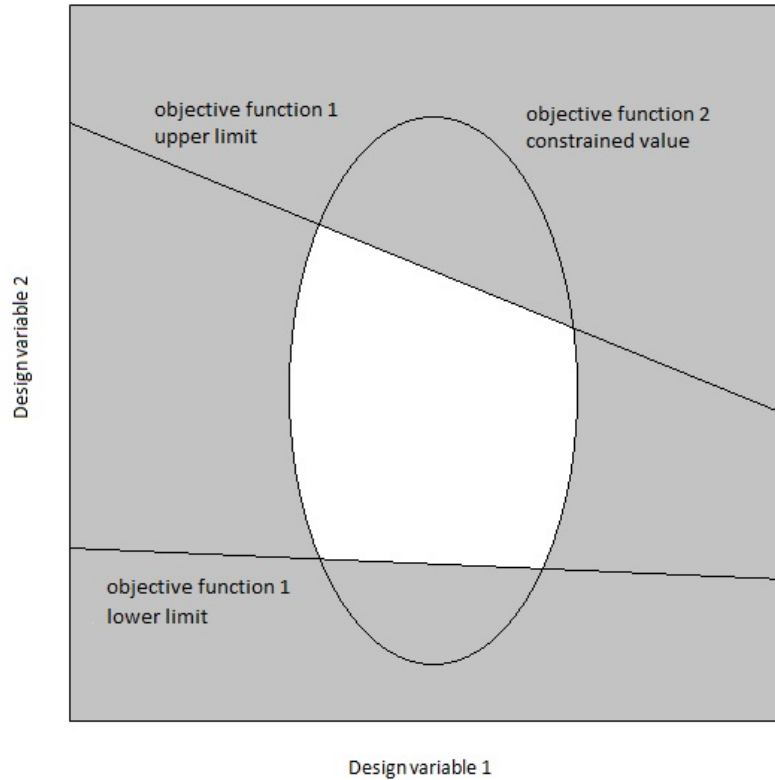 objective function 1
upper limit
objective function 2
constrained value
Design variable 2
objective function 1
lower limit
Design variable 1